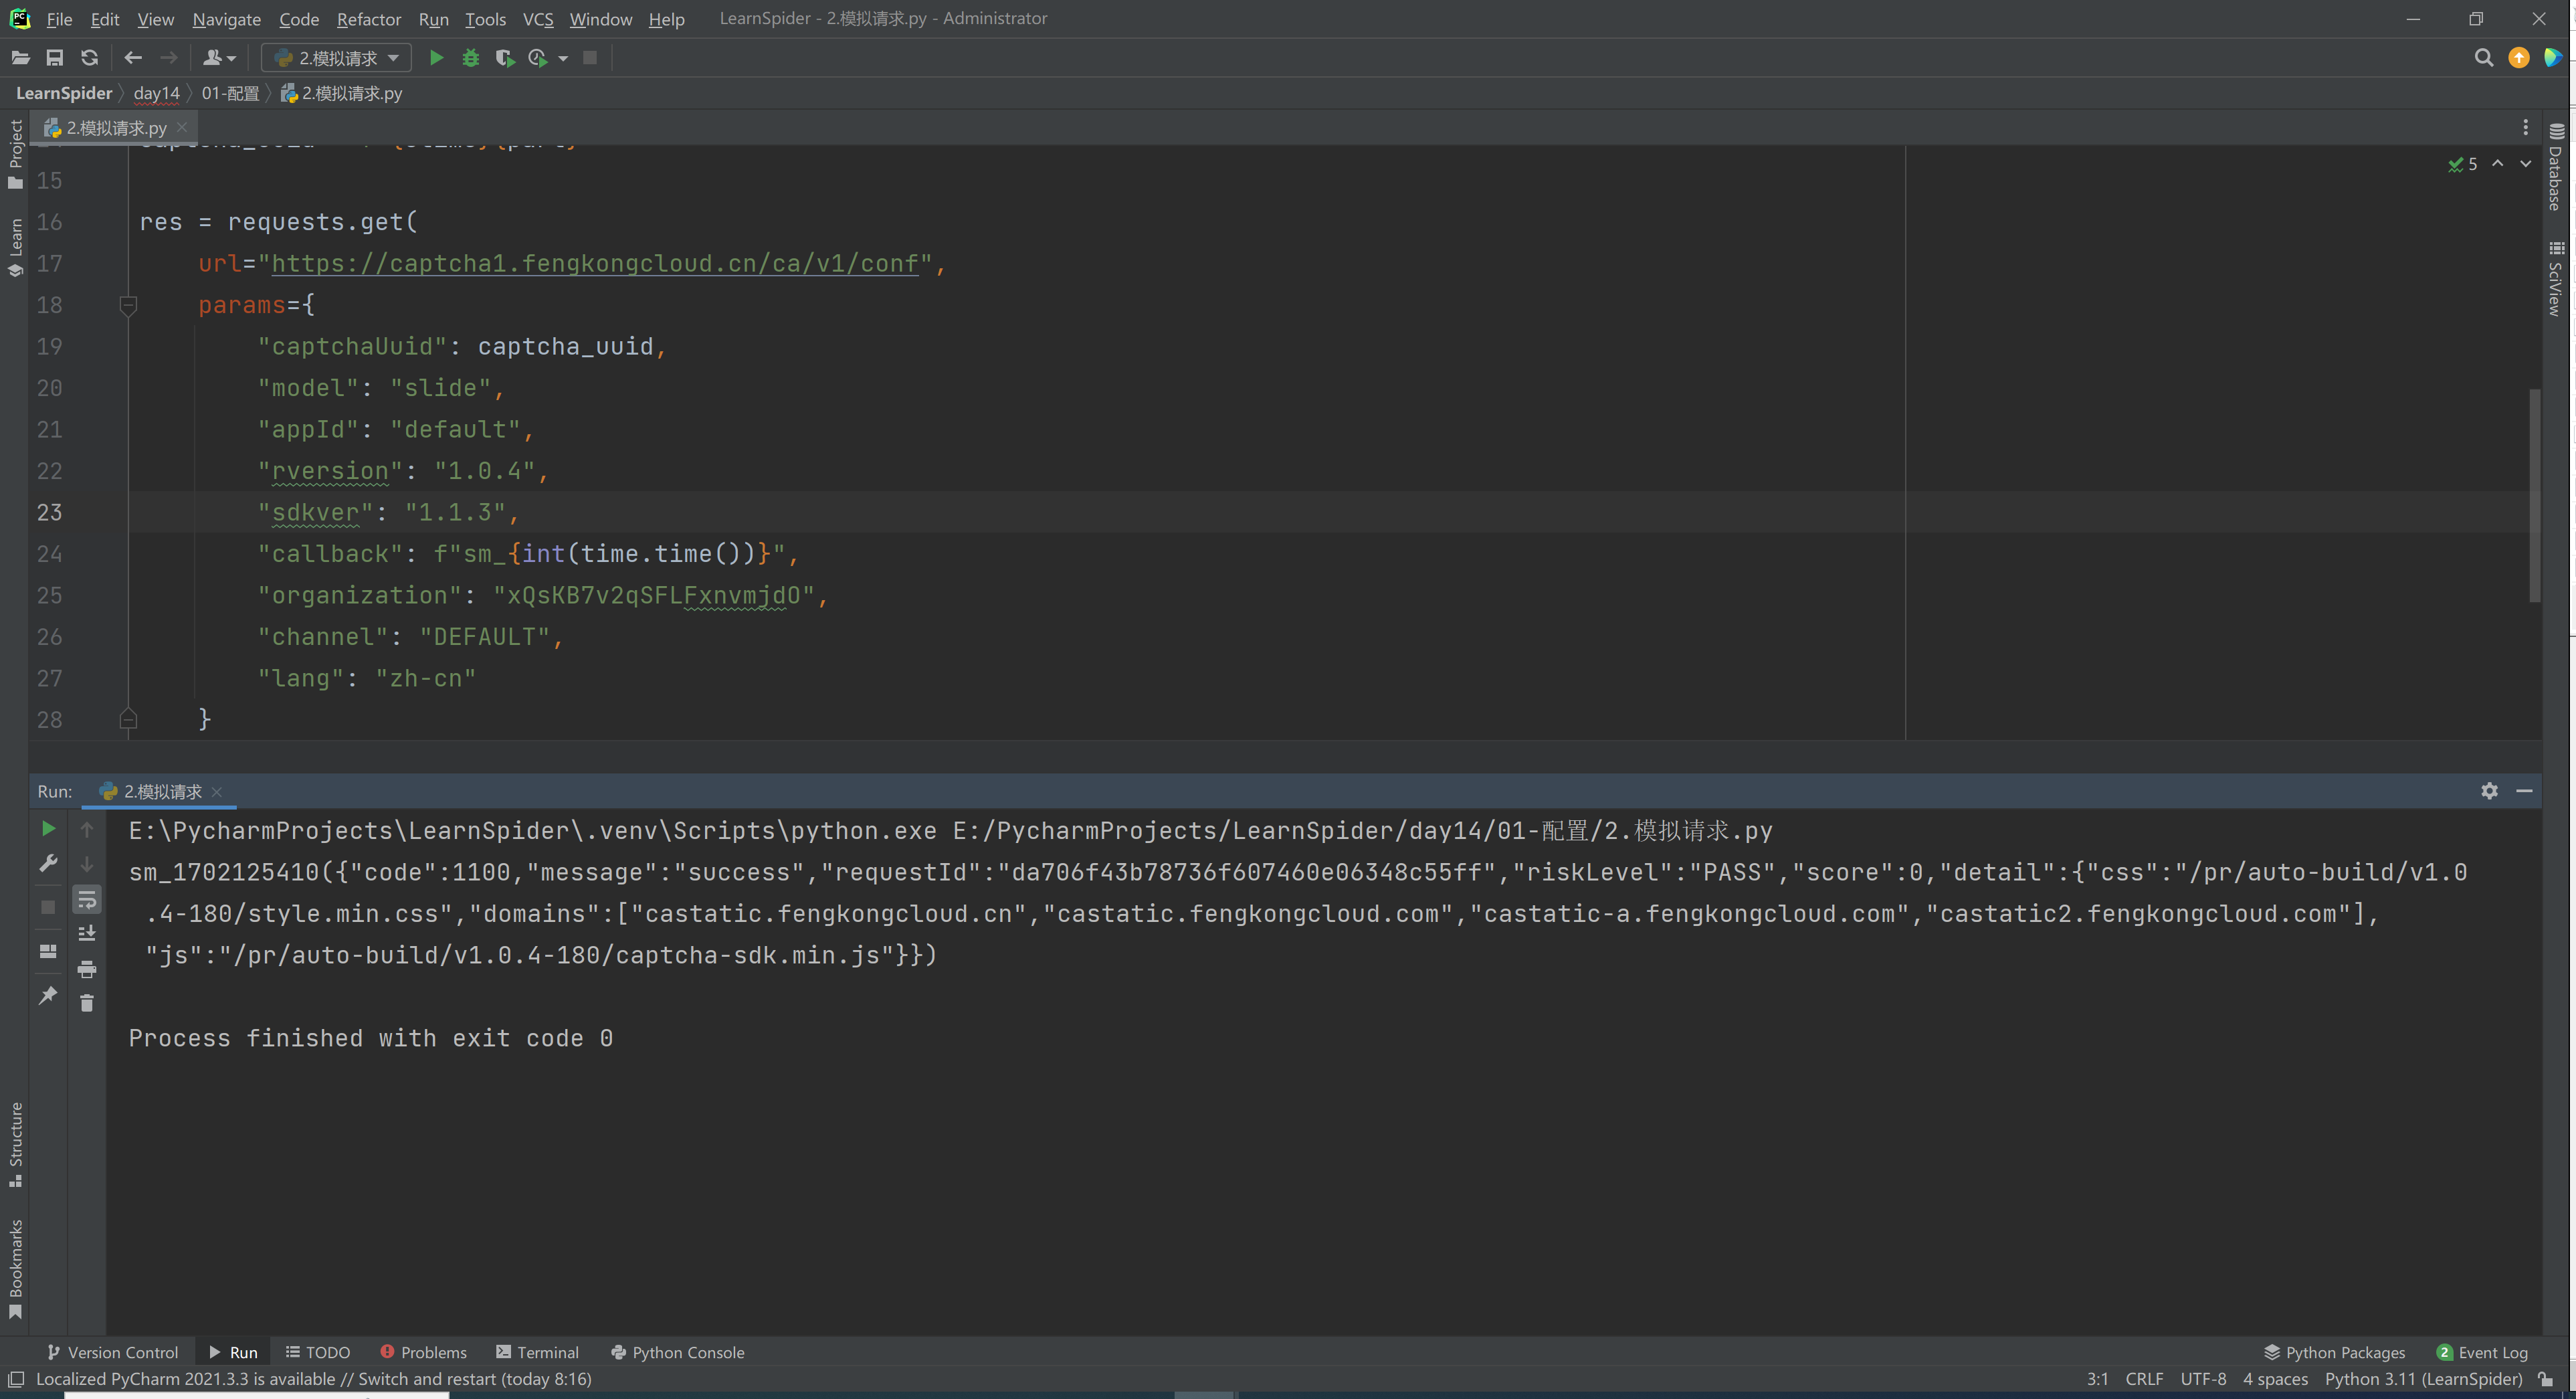 File Edit View Navigate Code Refactor Run Tools VCS Window Help LearnSpider - 2.模拟请求.py - Administrator
2.模拟请求
LearnSpider day14 01-配置 2.模拟请求.py
2.模拟请求.py
Project
Learn
Database
SciView
5
15
16 res = requests.get(
17 url="https://captcha1.fengkongcloud.cn/ca/v1/conf",
18 params={
19 "captchaUuid": captcha_uuid,
20 "model": "slide",
21 "appId": "default",
22 "rversion": "1.0.4",
23 "sdkver": "1.1.3",
24 "callback": f"sm_{int(time.time())}",
25 "organization": "xQsKB7v2qSFLFxnvmjdO",
26 "channel": "DEFAULT",
27 "lang": "zh-cn"
28 }
Run: 2.模拟请求
E:\PycharmProjects\LearnSpider\.venv\Scripts\python.exe E:/PycharmProjects/LearnSpider/day14/01-配置/2.模拟请求.py
sm_1702125410({"code":1100,"message":"success","requestId":"da706f43b78736f607460e06348c55ff","riskLevel":"PASS","score":0,"detail":{"css":"/pr/auto-build/v1.0
.4-180/style.min.css","domains":["castatic.fengkongcloud.cn","castatic.fengkongcloud.com","castatic-a.fengkongcloud.com","castatic2.fengkongcloud.com"],
"js":"/pr/auto-build/v1.0.4-180/captcha-sdk.min.js"}})
Process finished with exit code 0
Structure
Bookmarks
Version Control Run TODO Problems Terminal Python Console Python Packages 2 Event Log
Localized PyCharm 2021.3.3 is available // Switch and restart (today 8:16) 3:1 CRLF UTF-8 4 spaces Python 3.11 (LearnSpider)